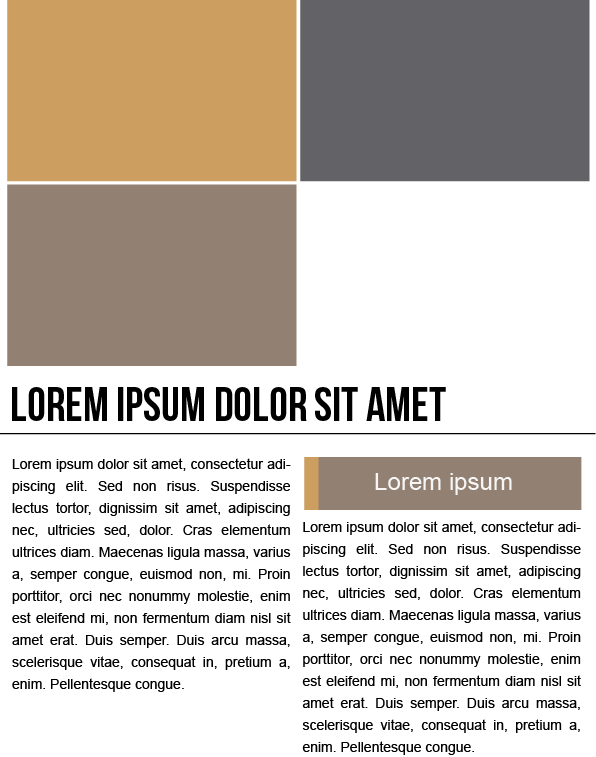 LOREM IPSUM DOLOR SIT AMET
Lorem ipsum dolor sit amet, consectetur adi-
piscing elit. Sed non risus. Suspendisse
lectus tortor, dignissim sit amet, adipiscing
nec, ultricies sed, dolor. Cras elementum
ultrices diam. Maecenas ligula massa, varius
a, semper congue, euismod non, mi. Proin
porttitor, orci nec nonummy molestie, enim
est eleifend mi, non fermentum diam nisl sit
amet erat. Duis semper. Duis arcu massa,
scelerisque vitae, consequat in, pretium a,
enim. Pellentesque congue.
Lorem ipsum
Lorem ipsum dolor sit amet, consectetur adi-
piscing elit. Sed non risus. Suspendisse
lectus tortor, dignissim sit amet, adipiscing
nec, ultricies sed, dolor. Cras elementum
ultrices diam. Maecenas ligula massa, varius
a, semper congue, euismod non, mi. Proin
porttitor, orci nec nonummy molestie, enim
est eleifend mi, non fermentum diam nisl sit
amet erat. Duis semper. Duis arcu massa,
scelerisque vitae, consequat in, pretium a,
enim. Pellentesque congue.